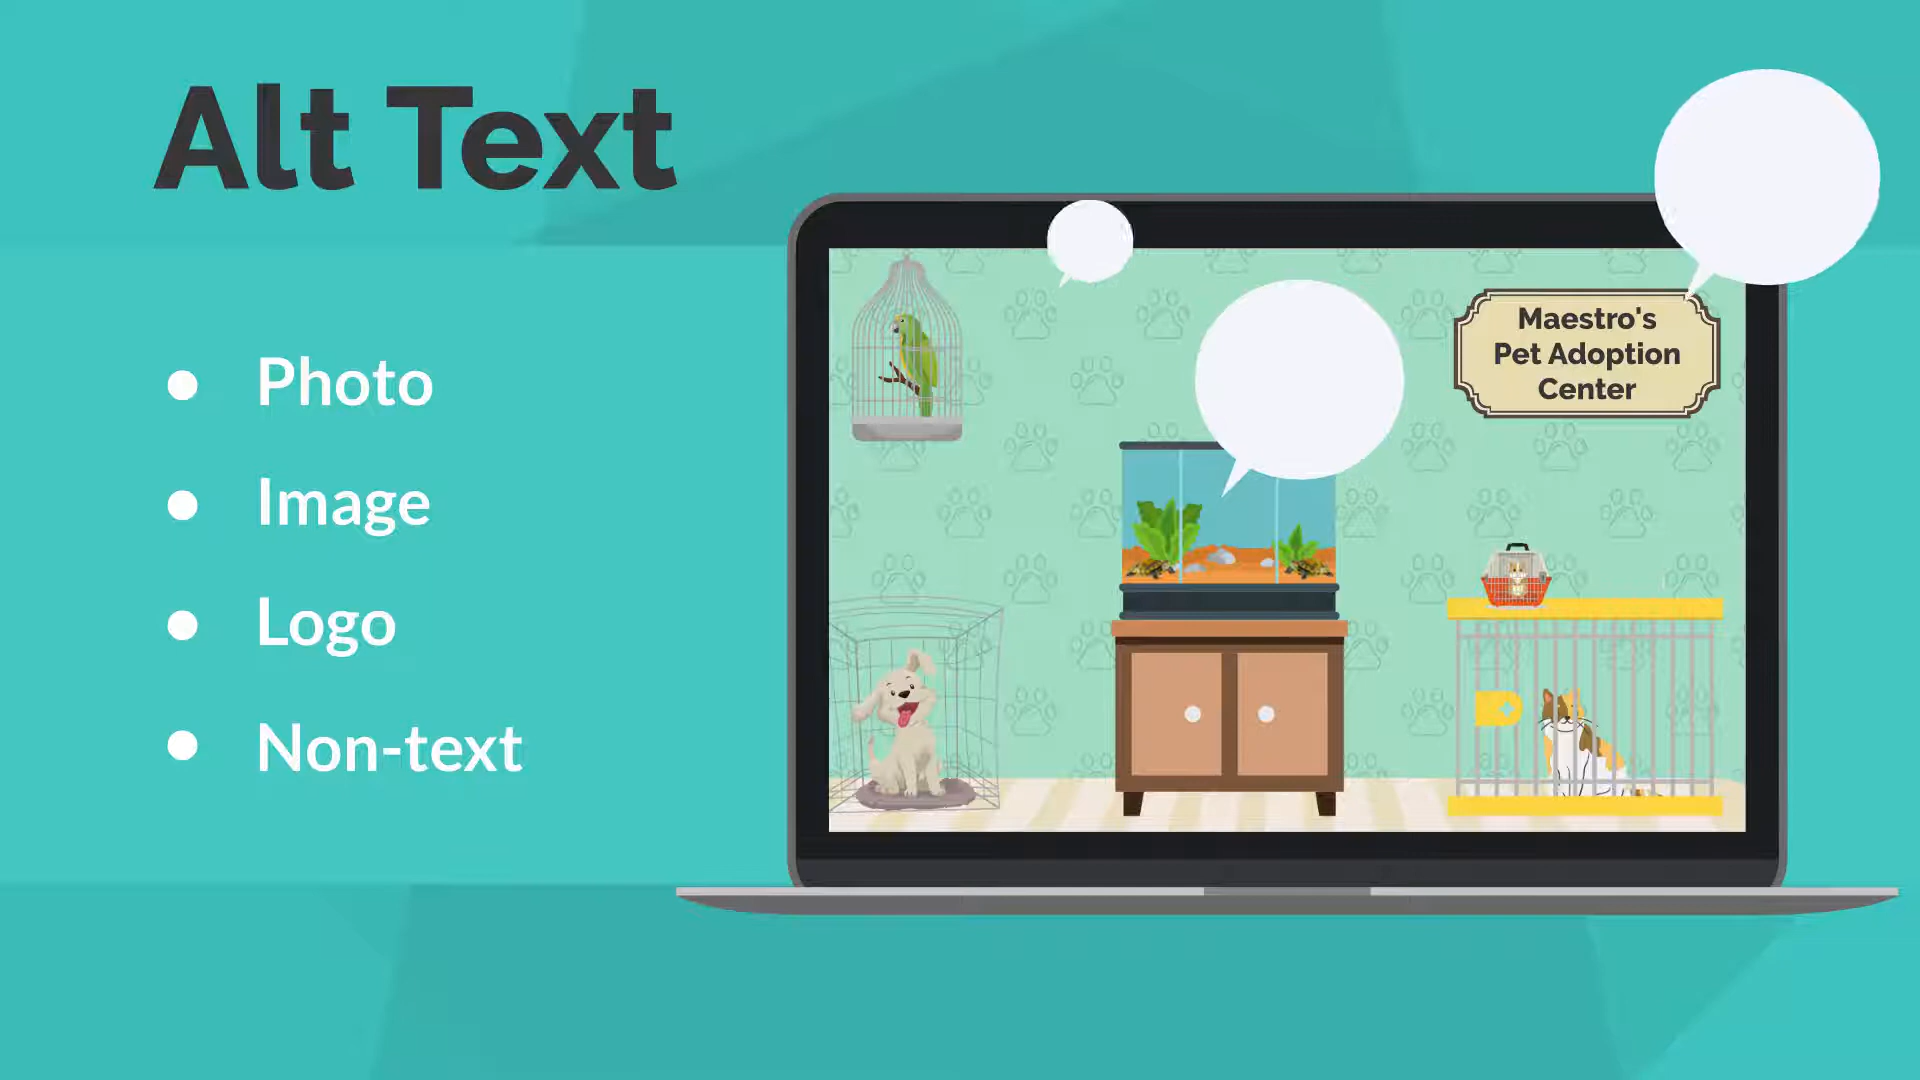 Alt Text
Photo
Image
Logo
Non-text
Maestro's
Pet Adoption
Center